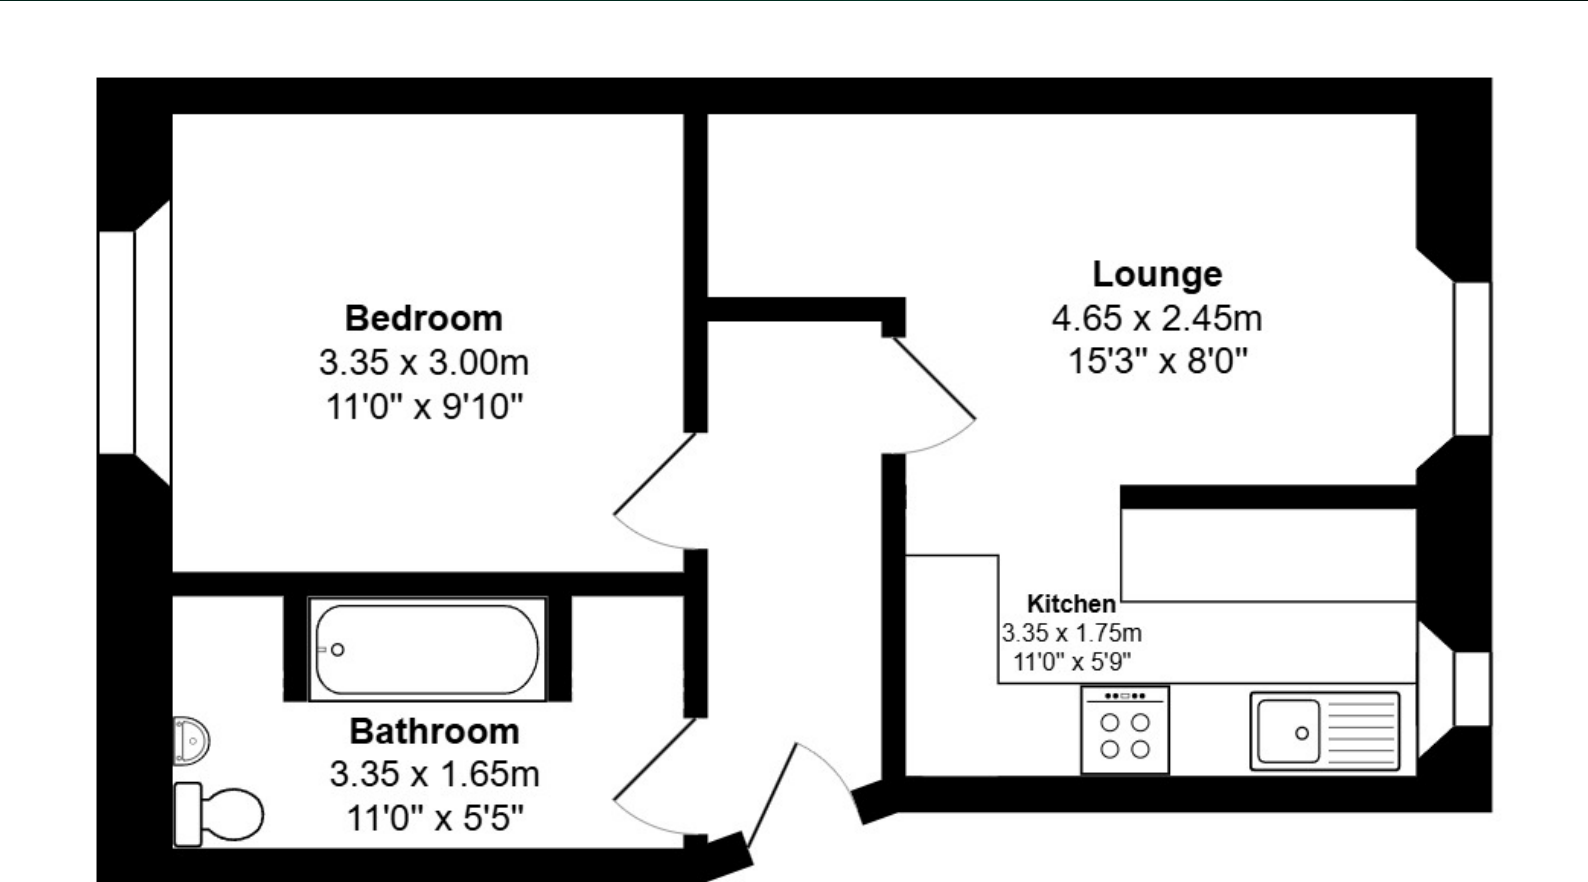 Bedroom
3.35 x 3.00m
11'0" x 9'10"
Lounge
4.65 x 2.45m
15'3" x 8'0"
Kitchen
3.35 x 1.75m
11'0" x 5'9"
Bathroom
3.35 x 1.65m
11'0" x 5'5"